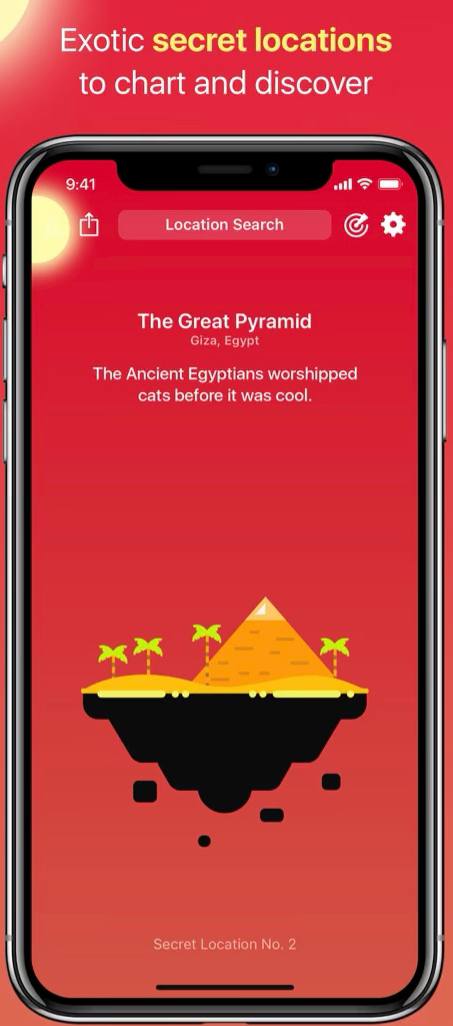 Exotic secret locations
to chart and discover
9:41
Location Search
The Great Pyramid
Giza, Egypt
The Ancient Egyptians worshipped
cats before it was cool.
Secret Location No. 2